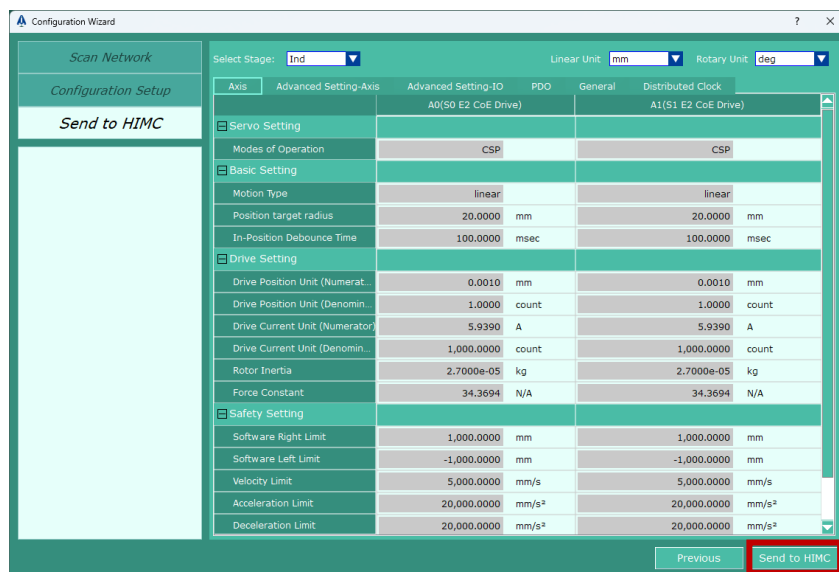 Configuration Wizard ? ×
Scan Network
Configuration Setup
Send to HIMC
Select Stage: Ind Linear Unit mm Rotary Unit deg
Axis Advanced Setting-Axis Advanced Setting-IO PDO General Distributed Clock
A0(S0 E2 CoE Drive) A1(S1 E2 CoE Drive)
Servo Setting
Modes of Operation CSP CSP
Basic Setting
Motion Type linear linear
Position target radius 20.0000 mm 20.0000 mm
In-Position Debounce Time 100.0000 msec 100.0000 msec
Drive Setting
Drive Position Unit (Numerat... 0.0010 mm 0.0010 mm
Drive Position Unit (Denomin... 1.0000 count 1.0000 count
Drive Current Unit (Numerator) 5.9390 A 5.9390 A
Drive Current Unit (Denomin... 1,000.0000 count 1,000.0000 count
Rotor Inertia 2.7000e-05 kg 2.7000e-05 kg
Force Constant 34.3694 N/A 34.3694 N/A
Safety Setting
Software Right Limit 1,000.0000 mm 1,000.0000 mm
Software Left Limit -1,000.0000 mm -1,000.0000 mm
Velocity Limit 5,000.0000 mm/s 5,000.0000 mm/s
Acceleration Limit 20,000.0000 mm/s² 20,000.0000 mm/s²
Deceleration Limit 20,000.0000 mm/s² 20,000.0000 mm/s²
Previous Send to HIMC